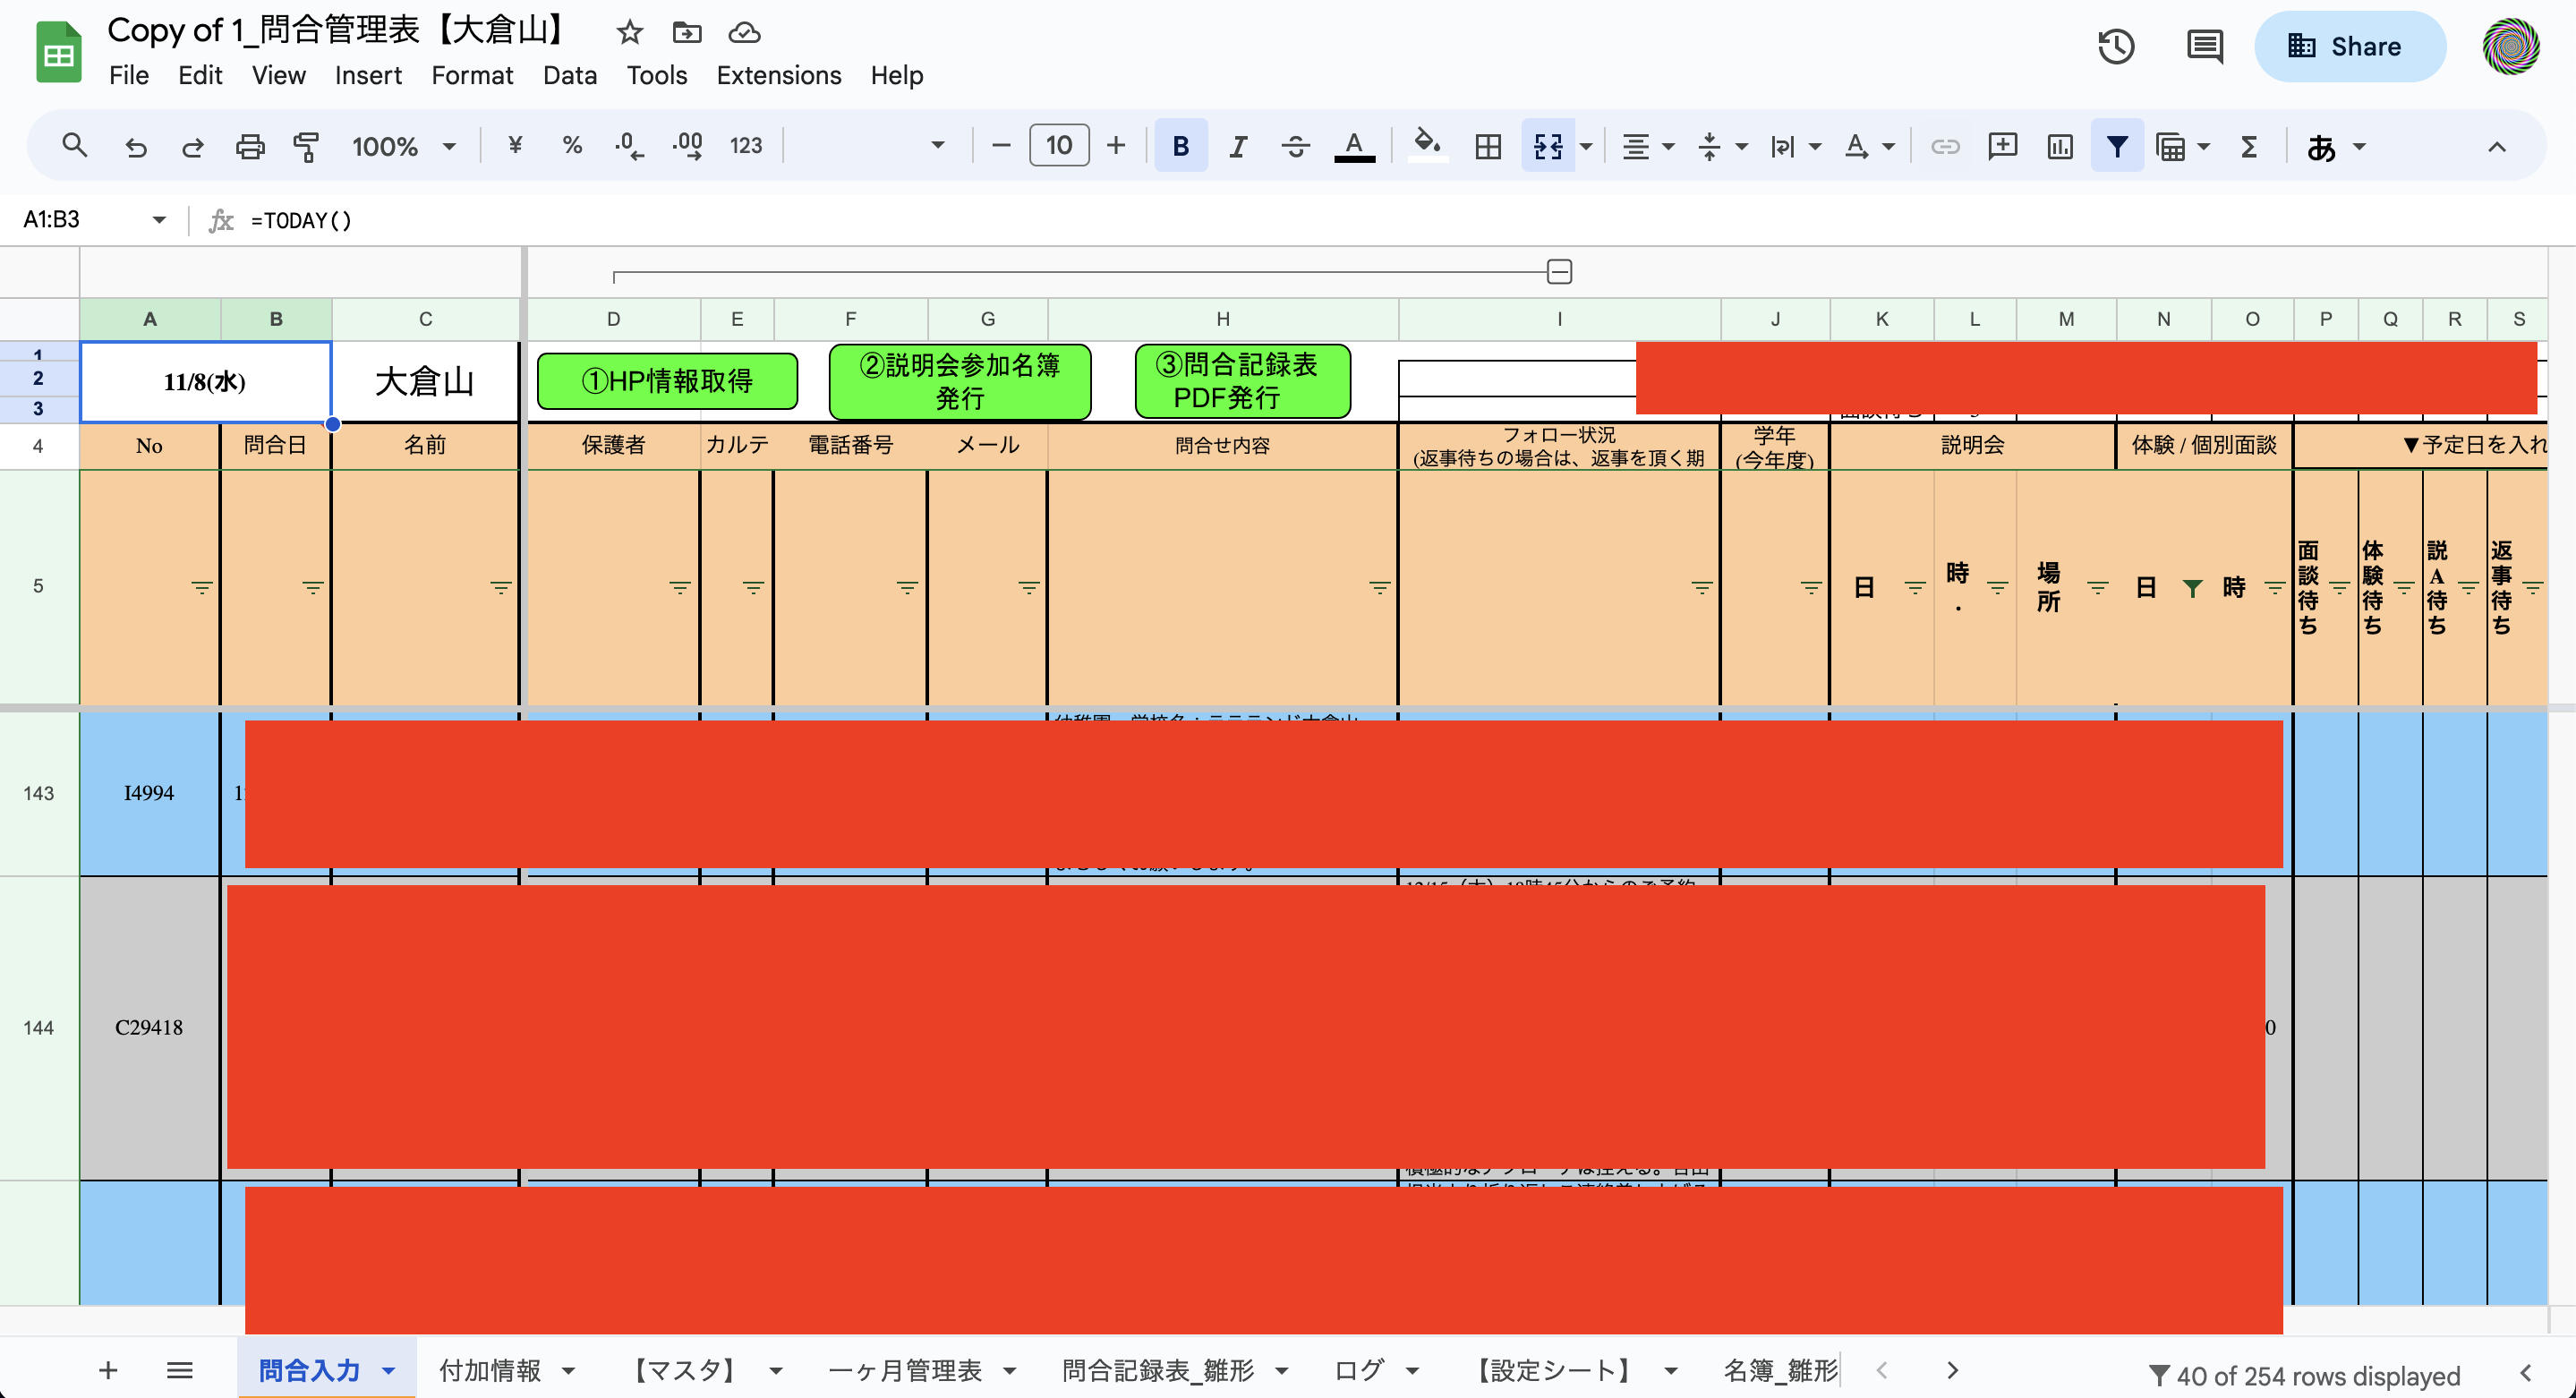 Copy of 1_問合管理表【大倉山】
File Edit View Insert Format Data Tools Extensions Help
Share
100% ¥ % .0 .00 123 10 B I A あ
A1:B3 =TODAY()
A B C D E F G H I J K L M N O P Q R S
1
2
3
11/8(水) 大倉山
①HP情報取得
②説明会参加名簿
発行
③問合記録表
PDF発行
4 No 問合日 名前 保護者 カルテ 電話番号 メール 問合せ内容
フォロー状況
(返事待ちの場合は、返事を頂く期
学年
(今年度)
説明会 体験 / 個別面談 ▼予定日を入れ
5
日
時.
場所
日
時
面談待ち
体験待ち
説A待ち
返事待ち
143 I4994
144 C29418 0
問合入力 付加情報 【マスタ】 一ヶ月管理表 問合記録表_雛形 ログ 【設定シート】 名簿_雛形
40 of 254 rows displayed